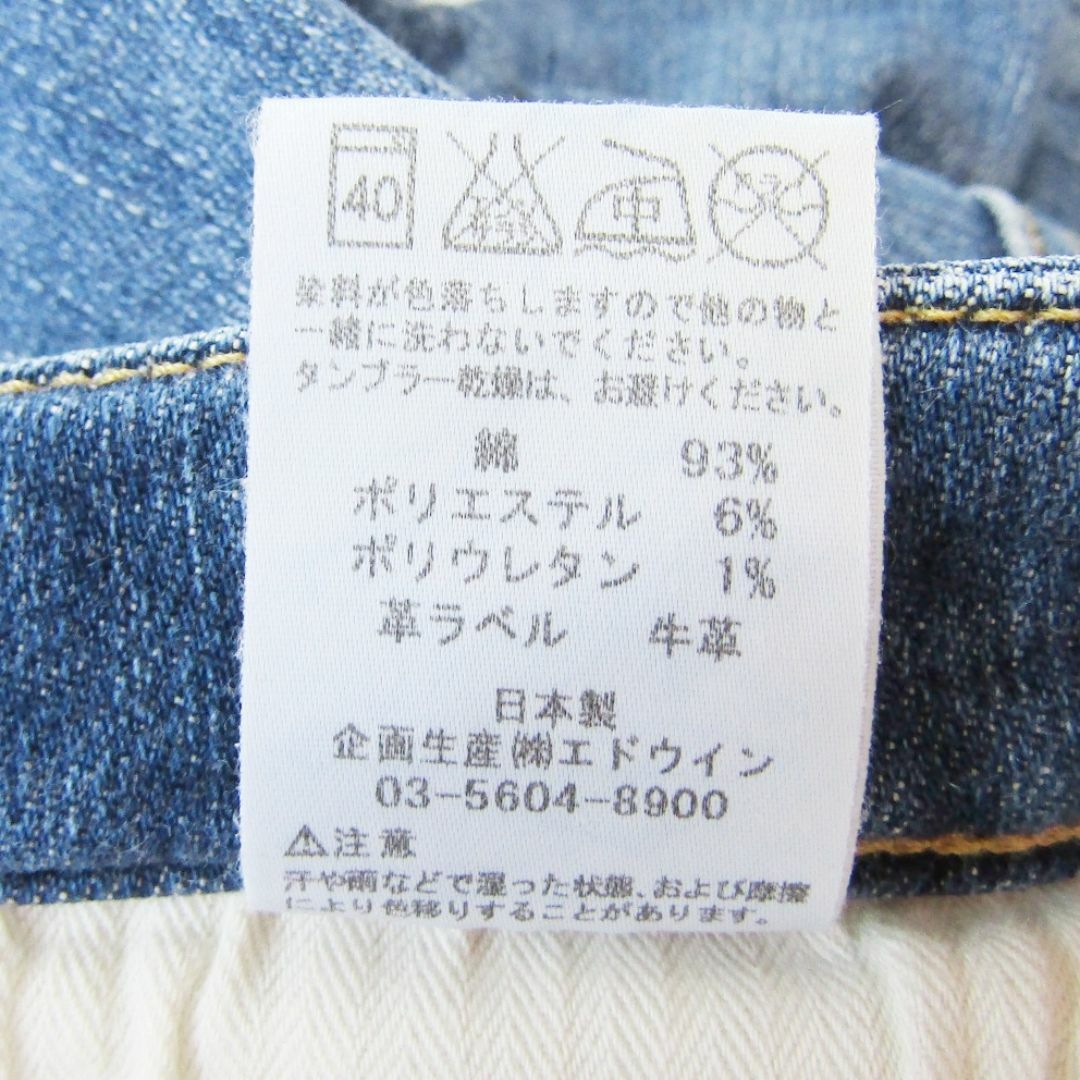 40
中
染料が色落ちしますので他の物と
一緒に洗わないでください。
タンブラー乾燥は、お避けください。
綿 93%
ポリエステル 6%
ポリウレタン 1%
革ラベル 牛革
日本製
企画生産㈱エドウイン
03-5604-8900
⚠注意
汗や雨などで湿った状態、および摩擦
により色移りすることがあります。